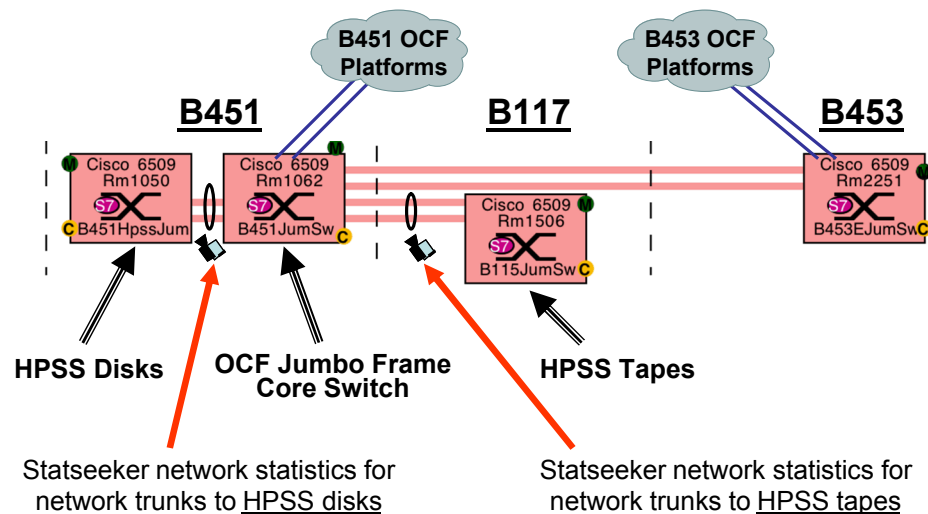 B451 OCF
Platforms
B453 OCF
Platforms
B451
B117
B453
M
Cisco 6509
Rm1050
S7
C
B451HpssJum
M
Cisco 6509
Rm1062
S7
B451JumSw
C
Cisco 6509
Rm1506
M
S7
B115JumSw
C
Cisco 6509
Rm2251
M
S7
B453EJumSw
C
HPSS Disks
OCF Jumbo Frame
Core Switch
HPSS Tapes
Statseeker network statistics for
network trunks to HPSS disks
Statseeker network statistics for
network trunks to HPSS tapes